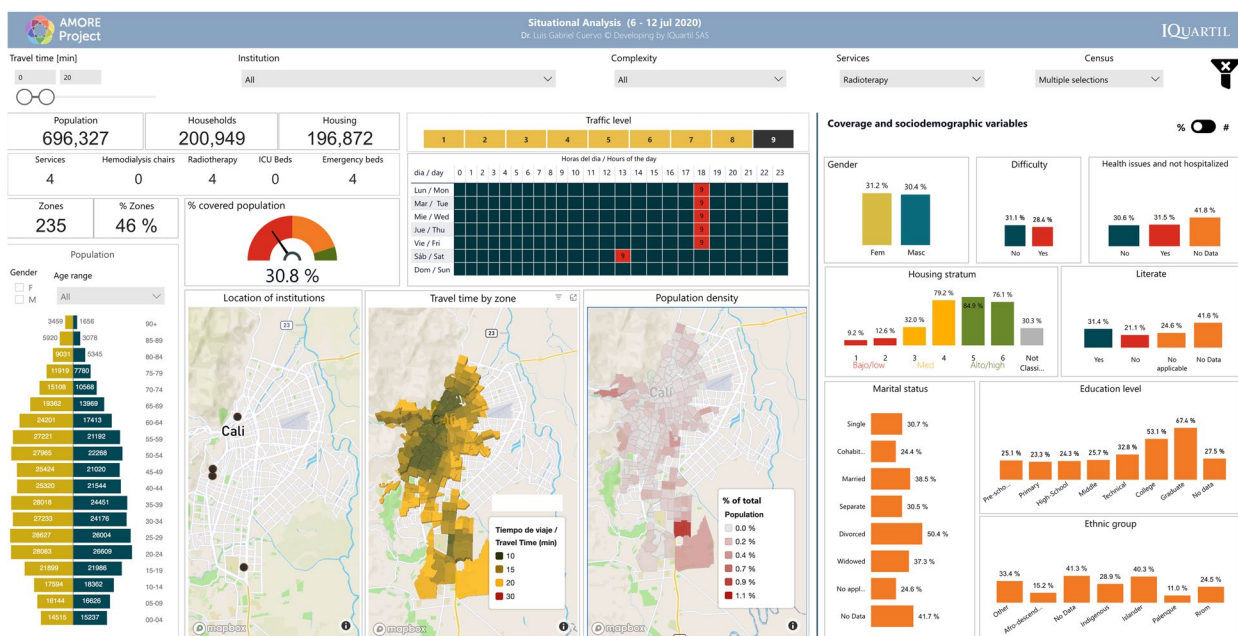 AMORE
Project
Situational Analysis (6 - 12 jul 2020)
Dr. Luis Gabriel Cuervo © Developing by IQuartil SAS
IQUARTIL
Travel time [min]
0 20
Institution
All
Complexity
All
Services
Radioterapy
Census
Multiple selections
Population
696,327
Households
200,949
Housing
196,872
Services
4
Hemodialysis chairs
0
Radiotherapy
4
ICU Beds
0
Emergency beds
4
Zones
235
% Zones
46 %
% covered population
30.8 %
Traffic level
1 2 3 4 5 6 7 8 9
Horas del dia / Hours of the day
dia / day 0 1 2 3 4 5 6 7 8 9 10 11 12 13 14 15 16 17 18 19 20 21 22 23
Lun / Mon 9
Mar / Tue 9
Mie / Wed 9
Jue / Thu 9
Vie / Fri 9
Sáb / Sat 9
Dom / Sun
Population
Gender
F
M
Age range
All
3459 1656 90+
5920 3078 85-89
9031 5345 80-84
11919 7780 75-79
15108 10568 70-74
19362 13969 65-69
24201 17413 60-64
27221 21192 55-59
27965 22268 50-54
25424 21020 45-49
25320 21544 40-44
28018 24451 35-39
27233 24176 30-34
28627 26004 25-29
28083 26609 20-24
21899 21986 15-19
17594 18362 10-14
16144 16626 05-09
14515 15237 00-04
Location of institutions
23
Cali
mapbox
Travel time by zone
23
Cali
Tiempo de viaje /
Travel Time (min)
10
15
20
30
mapbox
Population density
23
Cali
% of total
Population
0.0 %
0.2 %
0.4 %
0.7 %
0.9 %
1.1 %
mapbox
Coverage and sociodemographic variables
% #
Gender
31.2 % 30.4 %
Fem Masc
Difficulty
31.1 % 28.4 %
No Yes
Health issues and not hospitalized
30.6 % 31.5 % 41.8 %
No Yes No Data
Housing stratum
9.2 % 12.6 % 32.0 % 79.2 % 84.9 % 76.1 % 30.3 %
1 2 3 4 5 6 Not
Classi...
Bajo/low Med Alto/high
Literate
31.4 % 21.1 % 24.6 % 41.6 %
Yes No No
applicable No Data
Marital status
Single 30.7 %
Cohabit... 24.4 %
Married 38.5 %
Separate 30.5 %
Divorced 50.4 %
Widowed 37.3 %
No appl... 24.6 %
No Data 41.7 %
Education level
25.1 % 23.3 % 24.3 % 25.7 % 32.8 % 53.1 % 67.4 % 27.5 %
Pre-scho... Primary High-School Middle Technical College Graduate No data
Ethnic group
33.4 % 15.2 % 41.3 % 28.9 % 40.3 % 11.0 % 24.5 %
Other Afro-descend... No Data Indigenous Islander Palenque Rrom